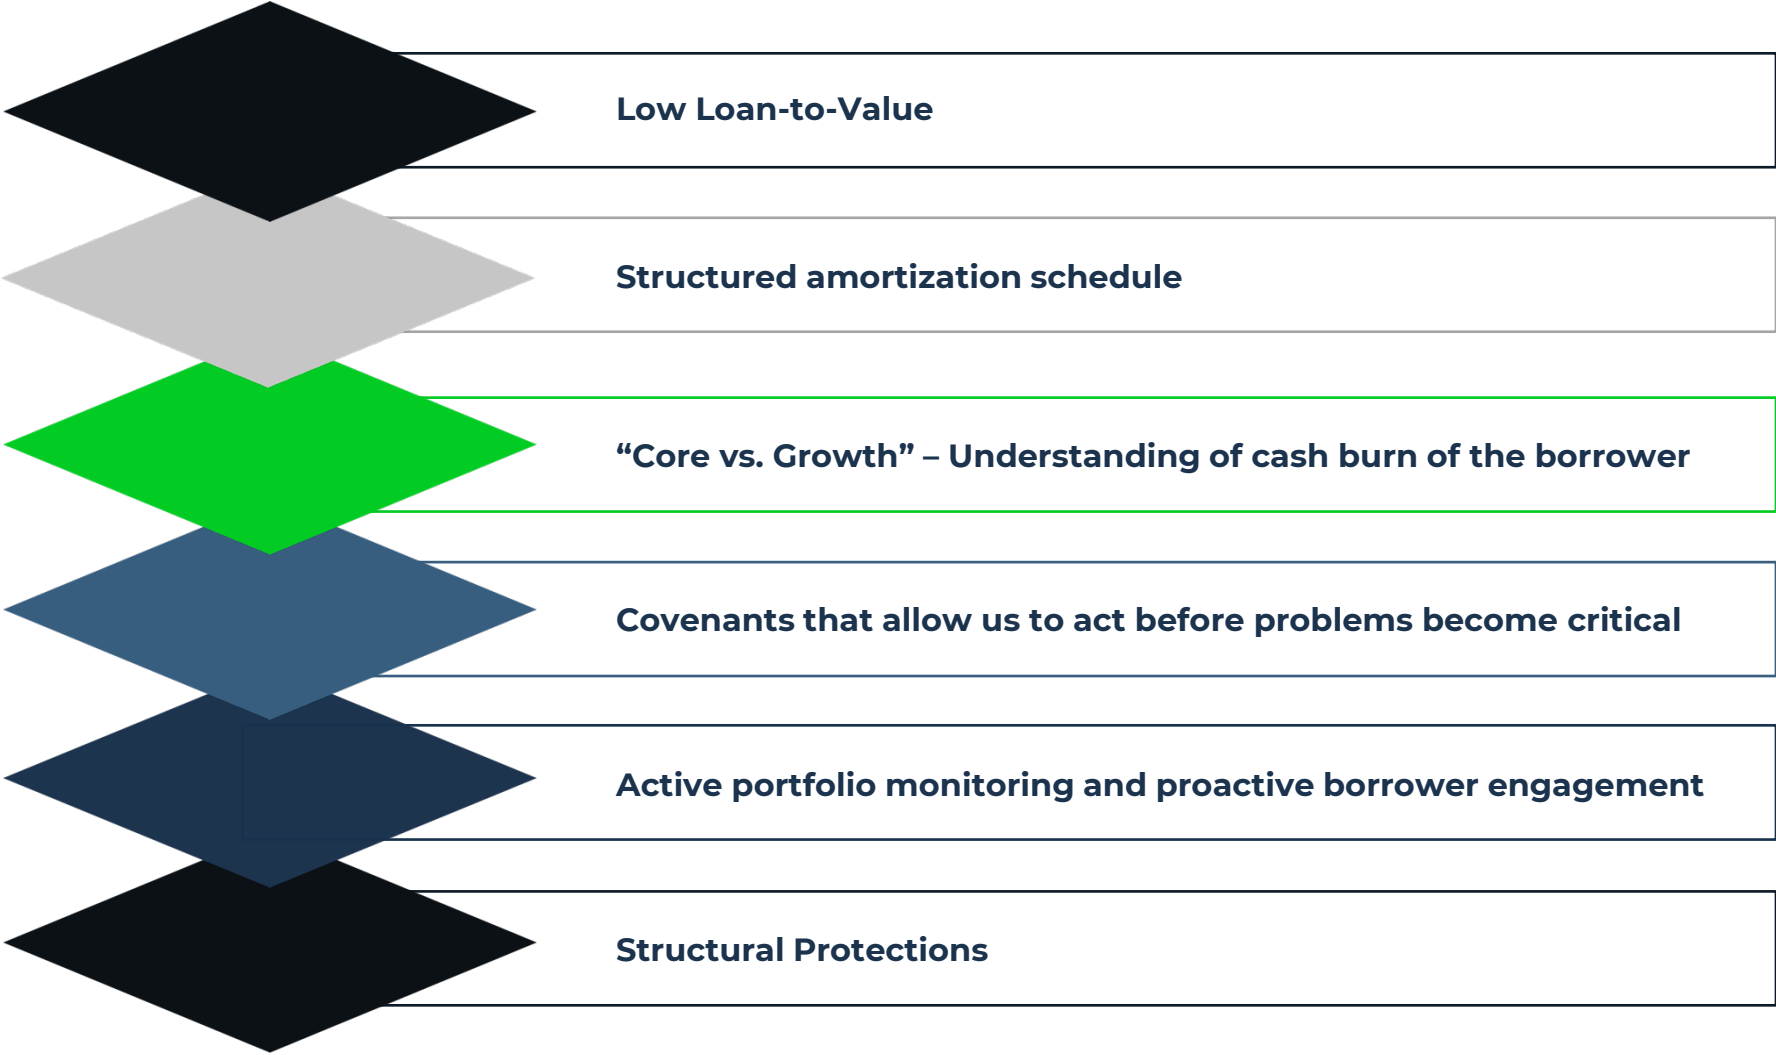 Low Loan-to-Value
Structured amortization schedule
“Core vs. Growth” – Understanding of cash burn of the borrower
Covenants that allow us to act before problems become critical
Active portfolio monitoring and proactive borrower engagement
Structural Protections